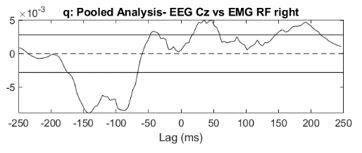 ×10⁻³ q: Pooled Analysis- EEG Cz vs EMG RF right
5
0
-5
-250 -200 -150 -100 -50 0 50 100 150 200 250
Lag (ms)